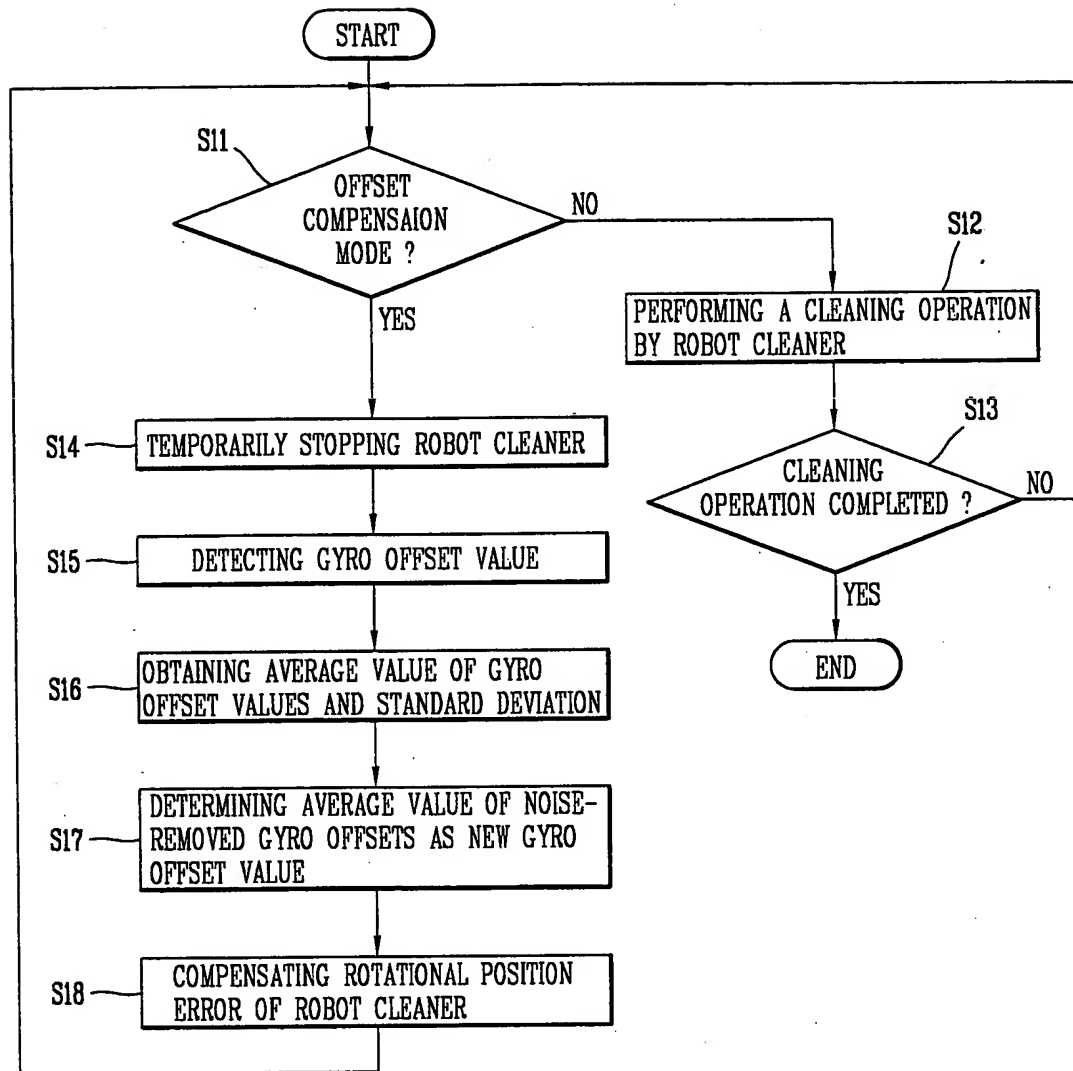 START
S11
OFFSET
COMPENSAION
MODE ?
NO
YES
S12
PERFORMING A CLEANING OPERATION
BY ROBOT CLEANER
S13
CLEANING
OPERATION COMPLETED ?
NO
YES
END
S14
TEMPORARILY STOPPING ROBOT CLEANER
S15
DETECTING GYRO OFFSET VALUE
S16
OBTAINING AVERAGE VALUE OF GYRO
OFFSET VALUES AND STANDARD DEVIATION
S17
DETERMINING AVERAGE VALUE OF NOISE-
REMOVED GYRO OFFSETS AS NEW GYRO
OFFSET VALUE
S18
COMPENSATING ROTATIONAL POSITION
ERROR OF ROBOT CLEANER